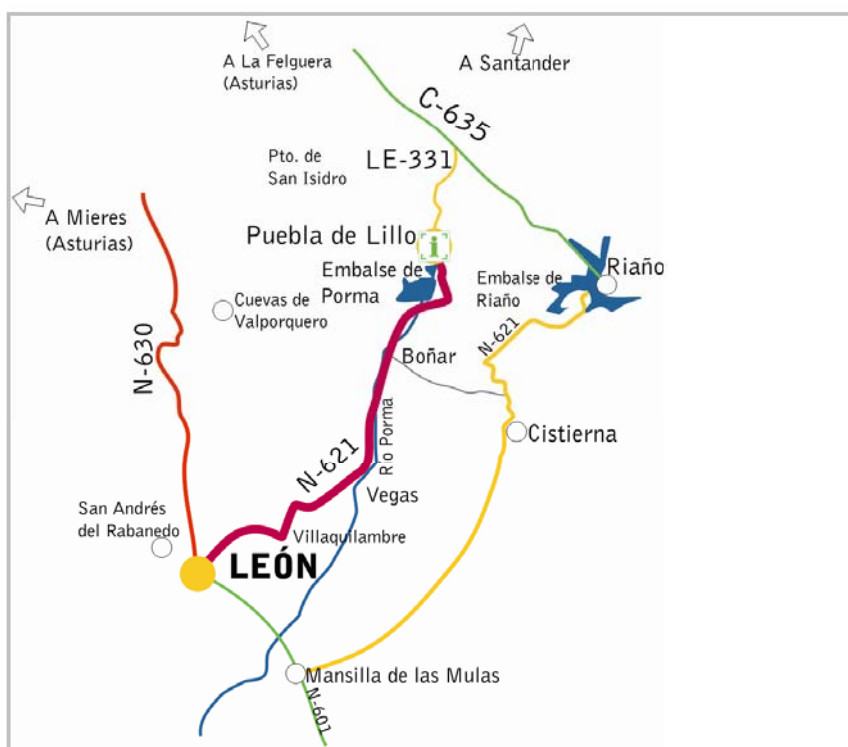 A La Felguera
(Asturias)
A Santander
C-635
Pto. de
San Isidro
LE-331
A Mieres
(Asturias)
Puebla de Lillo
i
Embalse de
Porma
Embalse de
Riaño
Riaño
Cuevas de
Valporquero
N-630
N-621
Boñar
Cistierna
Rio Porma
N-621
Vegas
San Andrés
del Rabanedo
Villaquilambre
LEÓN
Mansilla de las Mulas
N-601